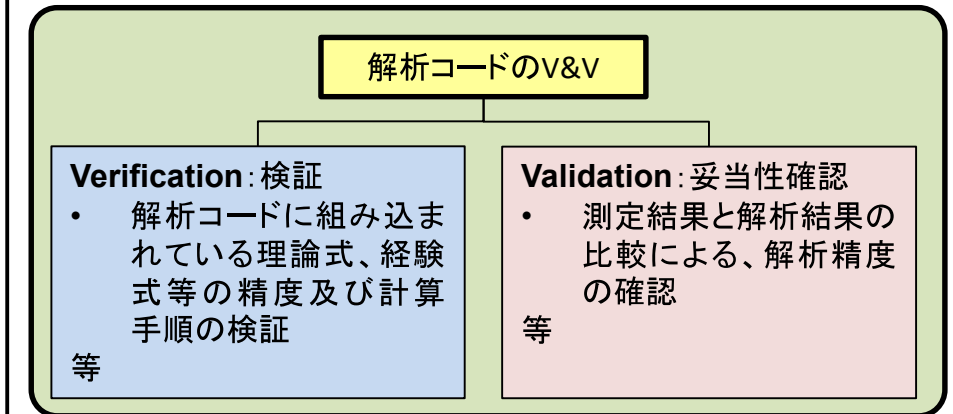 解析コードのV&V
Verification：検証
• 解析コードに組み込ま
れている理論式、経験
式等の精度及び計算
手順の検証
等
Validation：妥当性確認
• 測定結果と解析結果の
比較による、解析精度
の確認
等